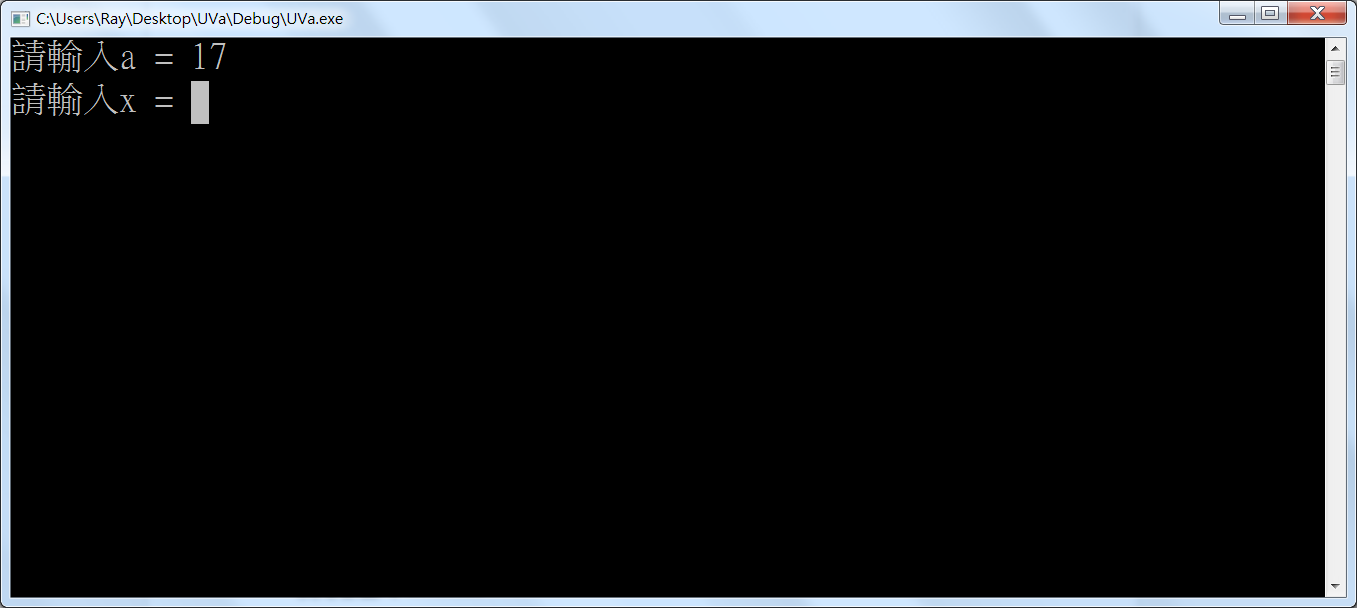 C:\Users\Ray\Desktop\UVa\Debug\UVa.exe
請輸入a = 17
請輸入x =